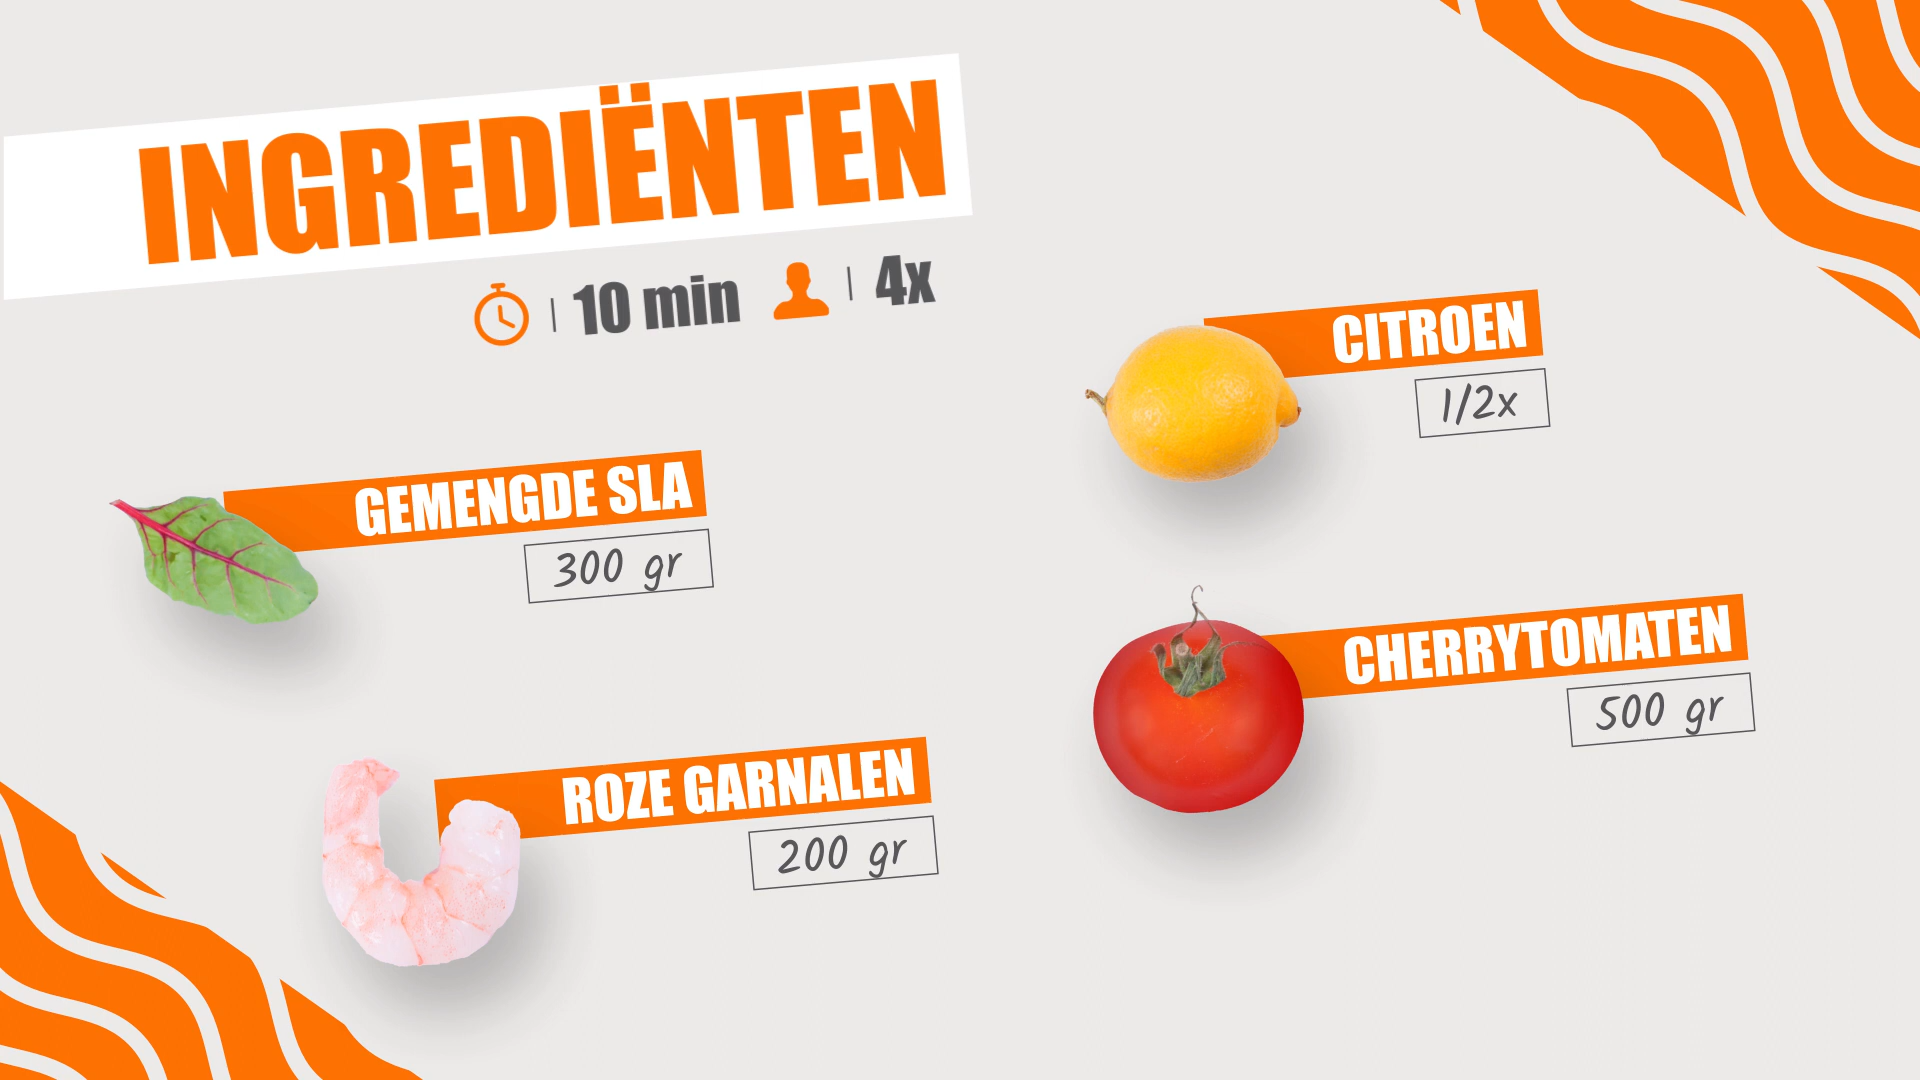 INGREDIËNTEN
10 min 4x
GEMENGDE SLA
300 gr
ROZE GARNALEN
200 gr
CITROEN
1/2x
CHERRYTOMATEN
500 gr